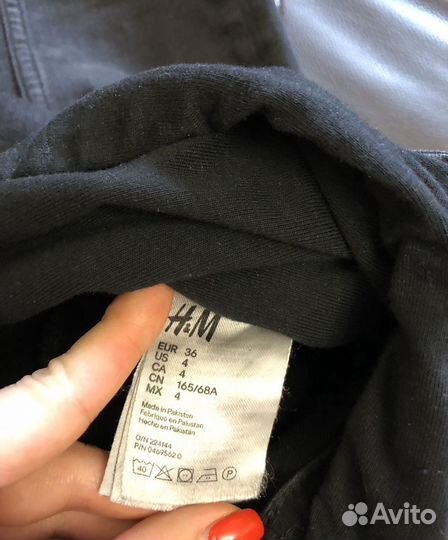 H&M
EUR 36
US 4
CA 4
CN 165/68A
MX 4
Made in Pakistan
Fabriqué en Pakistan
Hecho en Pakistán
O/N 224144
P/N 0469562 0
40
Avito